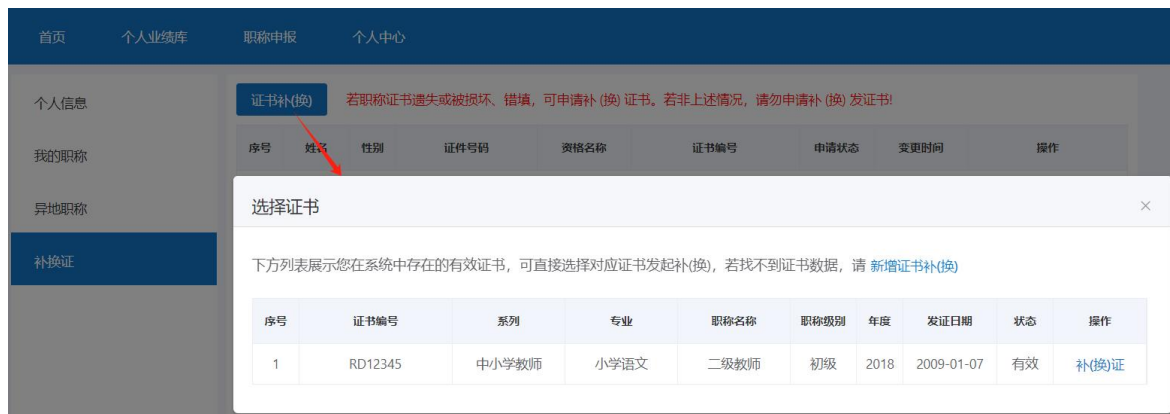 首页 个人业绩库 职称申报 个人中心
个人信息
我的职称
异地职称
补换证
证书补(换) 若职称证书遗失或被损坏、错填，可申请补 (换) 证书。若非上述情况，请勿申请补 (换) 发证书!
序号 姓名 性别 证件号码 资格名称 证书编号 申请状态 变更时间 操作
选择证书
下方列表展示您在系统中存在的有效证书，可直接选择对应证书发起补(换)，若找不到证书数据，请 新增证书补(换)
序号 证书编号 系列 专业 职称名称 职称级别 年度 发证日期 状态 操作
1 RD12345 中小学教师 小学语文 二级教师 初级 2018 2009-01-07 有效 补(换)证